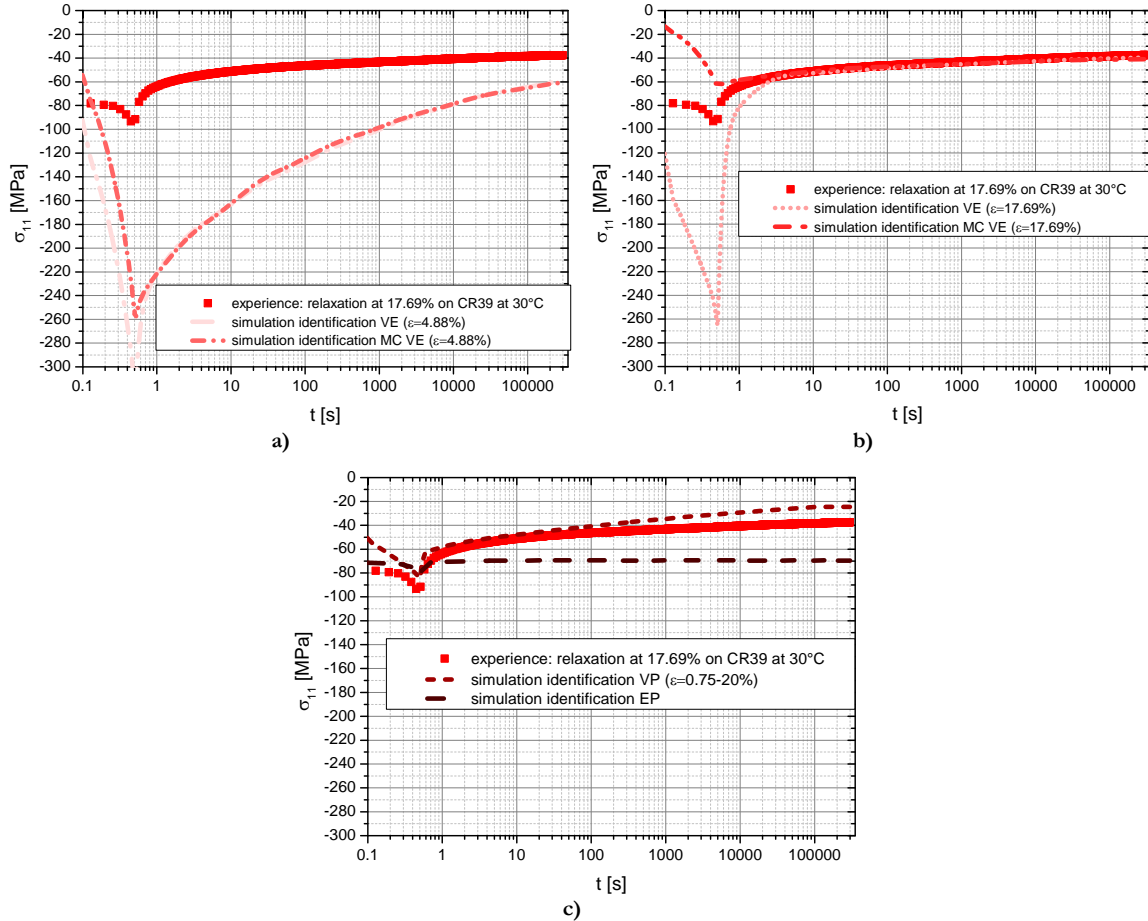 0
-20
-40
-60
-80
-100
-120
-140
-160
-180
-200
-220
-240
-260
-280
-300
σ11 [MPa]
experience: relaxation at 17.69% on CR39 at 30°C
simulation identification VE (ε=4.88%)
simulation identification MC VE (ε=4.88%)
0.1 1 10 100 1000 10000 100000
t [s]
a)
0
-20
-40
-60
-80
-100
-120
-140
-160
-180
-200
-220
-240
-260
-280
-300
σ11 [MPa]
experience: relaxation at 17.69% on CR39 at 30°C
simulation identification VE (ε=17.69%)
simulation identification MC VE (ε=17.69%)
0.1 1 10 100 1000 10000 100000
t [s]
b)
0
-20
-40
-60
-80
-100
-120
-140
-160
-180
-200
-220
-240
-260
-280
-300
σ11 [MPa]
experience: relaxation at 17.69% on CR39 at 30°C
simulation identification VP (ε=0.75-20%)
simulation identification EP
0.1 1 10 100 1000 10000 100000
t [s]
c)